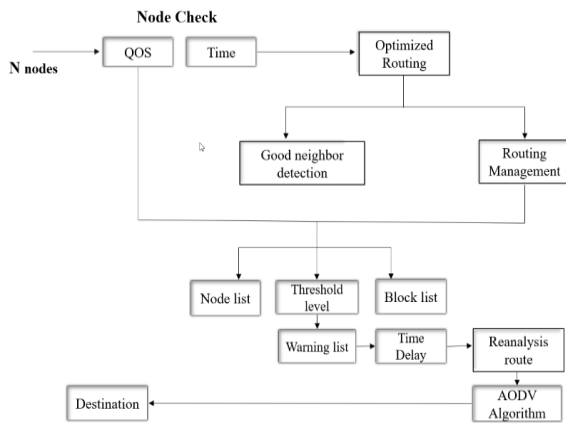 Node Check
N nodes
QOS
Time
Optimized
Routing
Good neighbor
detection
Routing
Management
Node list
Threshold
level
Block list
Warning list
Time
Delay
Reanalysis
route
AODV
Algorithm
Destination